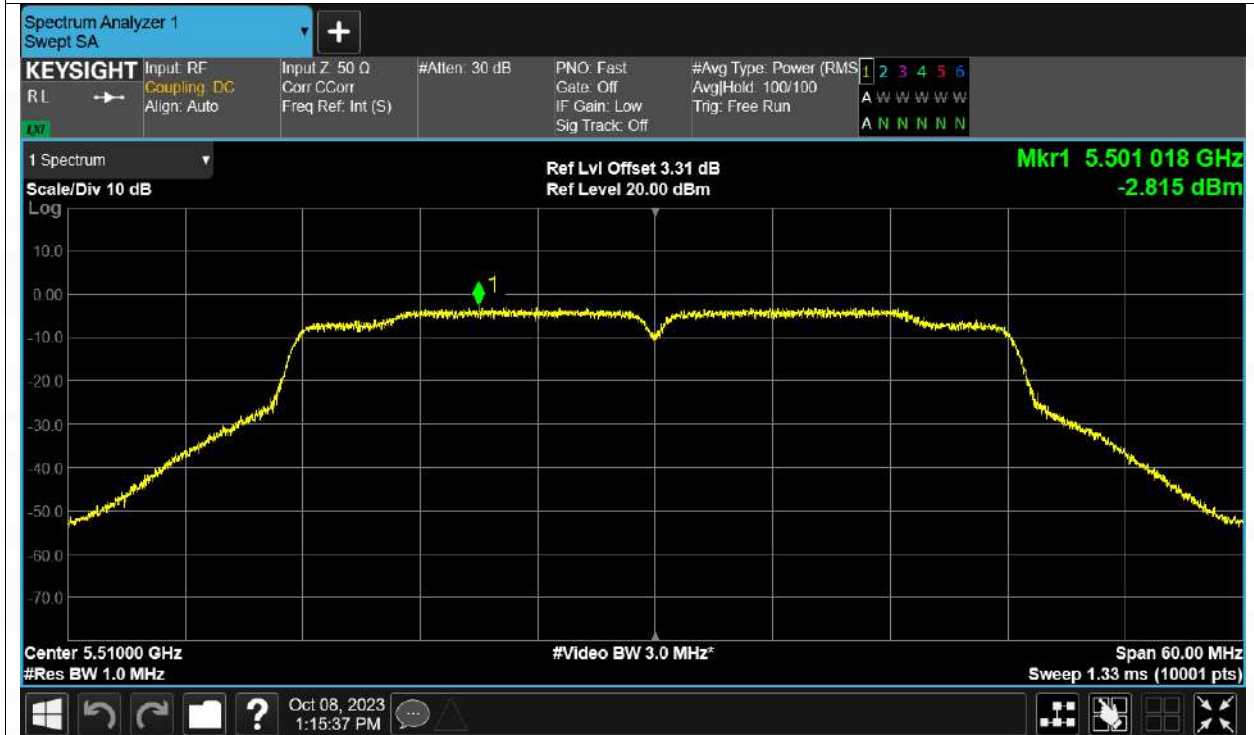 Spectrum Analyzer 1
Swept SA
+
KEYSIGHT
RL
LXI
Input: RF
Coupling: DC
Align: Auto
Input Z: 50 Ω
Corr CCorr
Freq Ref: Int (S)
#Atten: 30 dB
PNO: Fast
Gate: Off
IF Gain: Low
Sig Track: Off
#Avg Type: Power (RMS
Avg|Hold: 100/100
Trig: Free Run
1 2 3 4 5 6
A W W W W W
A N N N N N
1 Spectrum
Scale/Div 10 dB
Log
Ref Lvl Offset 3.31 dB
Ref Level 20.00 dBm
Mkr1 5.501 018 GHz
-2.815 dBm
10.0
0.00
-10.0
-20.0
-30.0
-40.0
-50.0
-60.0
-70.0
1
Center 5.51000 GHz
#Res BW 1.0 MHz
#Video BW 3.0 MHz*
Span 60.00 MHz
Sweep 1.33 ms (10001 pts)
?
Oct 08, 2023
1:15:37 PM